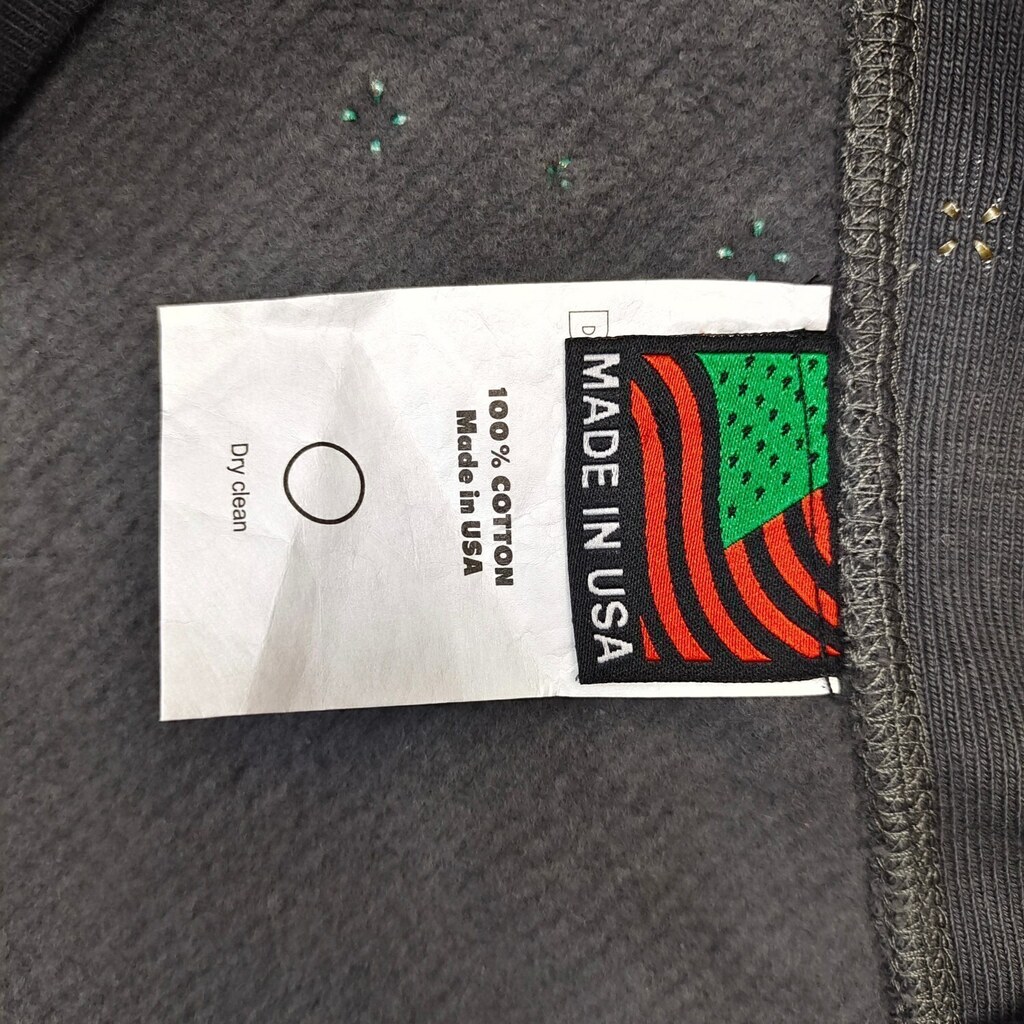 MADE IN USA
D
100% COTTON
Made in USA
Dry clean